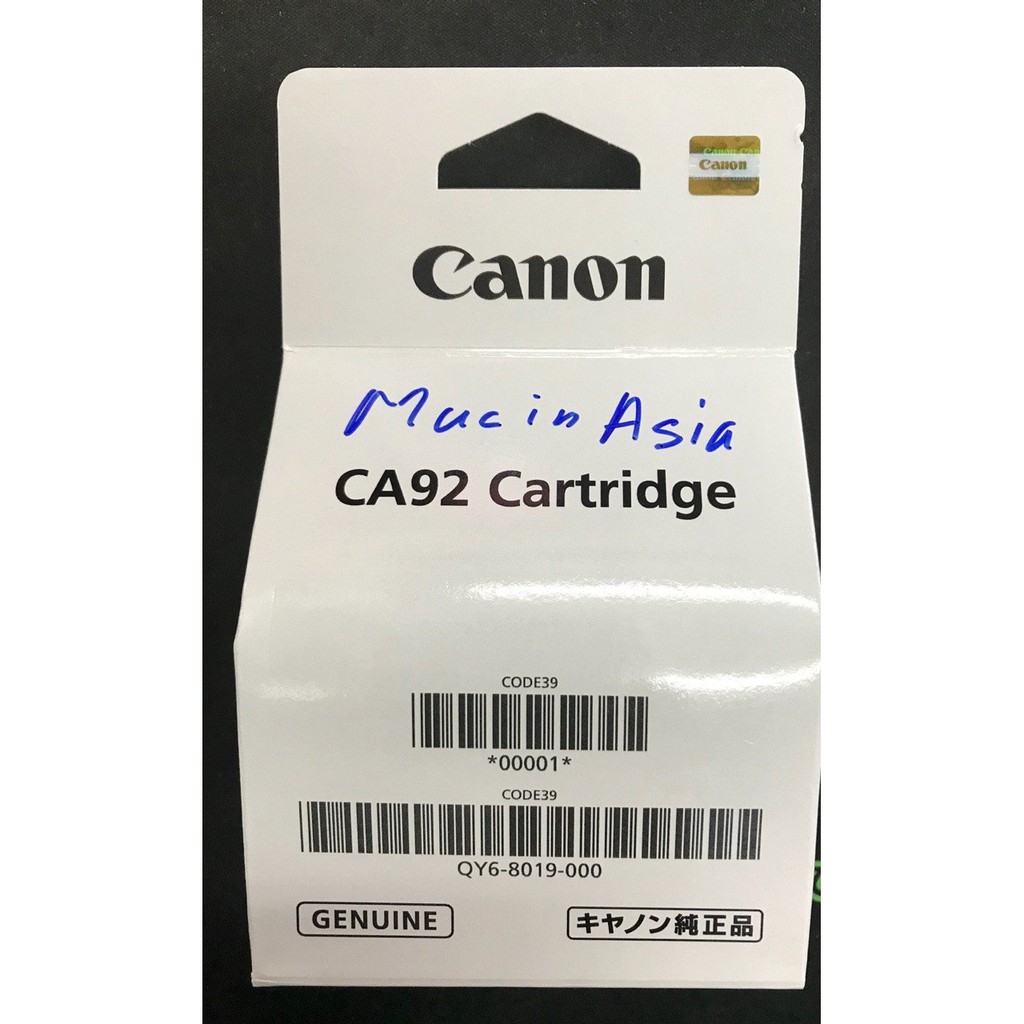 Canon Can
Canon
Canon
Muc in Asia
CA92 Cartridge
CODE39
*00001*
CODE39
QY6-8019-000
GENUINE
キヤノン純正品